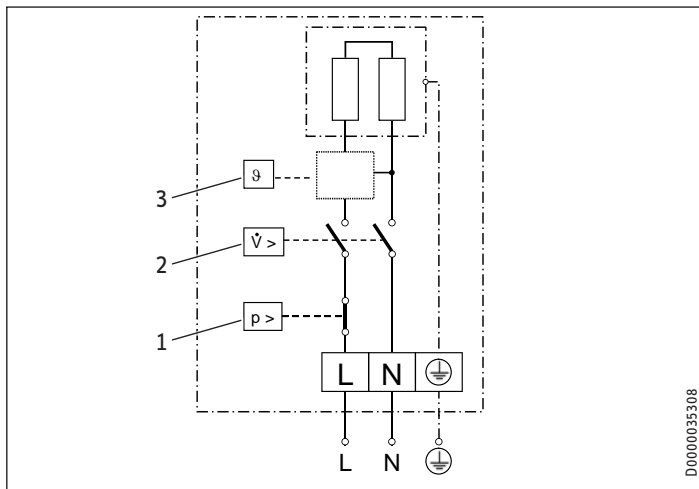 3 ϑ
2 V̇ >
1 p >
L N
L N
D0000035308